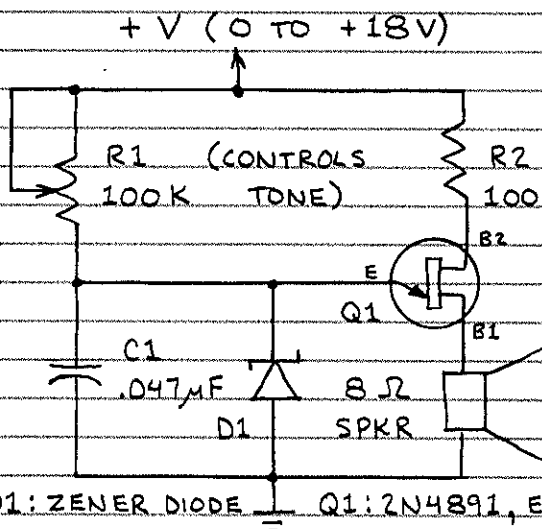 + V (0 TO +18V)
R1 (CONTROLS R2
100K TONE) 100
B2
E
Q1
B1
C1
.047µF 8 Ω
D1 SPKR
D1: ZENER DIODE Q1: 2N4891, E